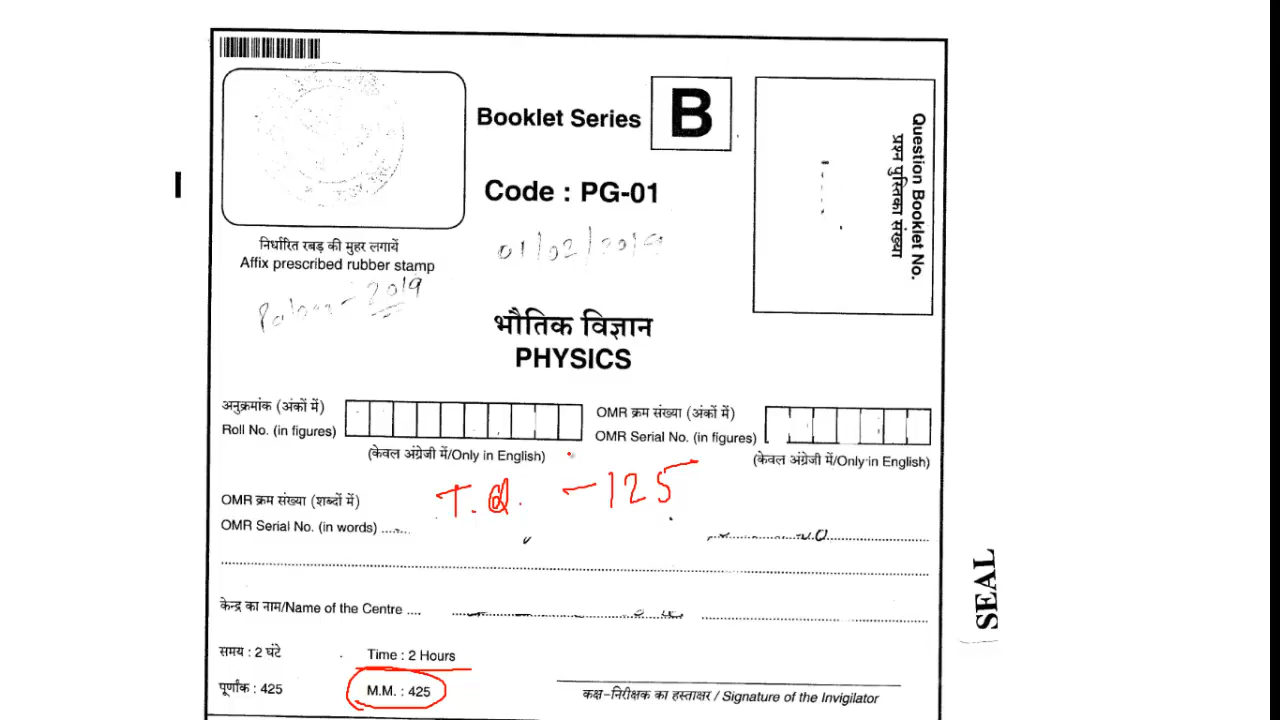 Booklet Series B
Code : PG-01
Question Booklet No.
प्रश्न पुस्तिका संख्या
निर्धारित रबड़ की मुहर लगायें
Affix prescribed rubber stamp
01/02/2019
2019
भौतिक विज्ञान
PHYSICS
अनुक्रमांक (अंकों में)
Roll No. (in figures)
(केवल अंग्रेजी में/Only in English)
OMR क्रम संख्या (अंकों में)
OMR Serial No. (in figures)
(केवल अंग्रेजी में/Only in English)
T.Q. - 125
OMR क्रम संख्या (शब्दों में)
OMR Serial No. (in words) ........
केन्द्र का नाम/Name of the Centre ....
SEAL
समय : 2 घंटे Time : 2 Hours
पूर्णांक : 425 M.M. : 425
कक्ष-निरीक्षक का हस्ताक्षर / Signature of the Invigilator